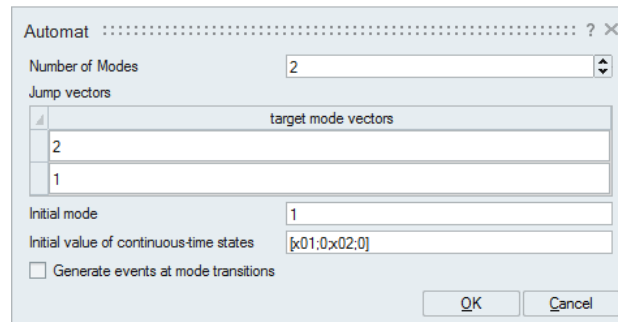 Automat ?
Number of Modes 2
Jump vectors
target mode vectors
2
1
Initial mode 1
Initial value of continuous-time states [x01;0;x02;0]
Generate events at mode transitions
OK Cancel